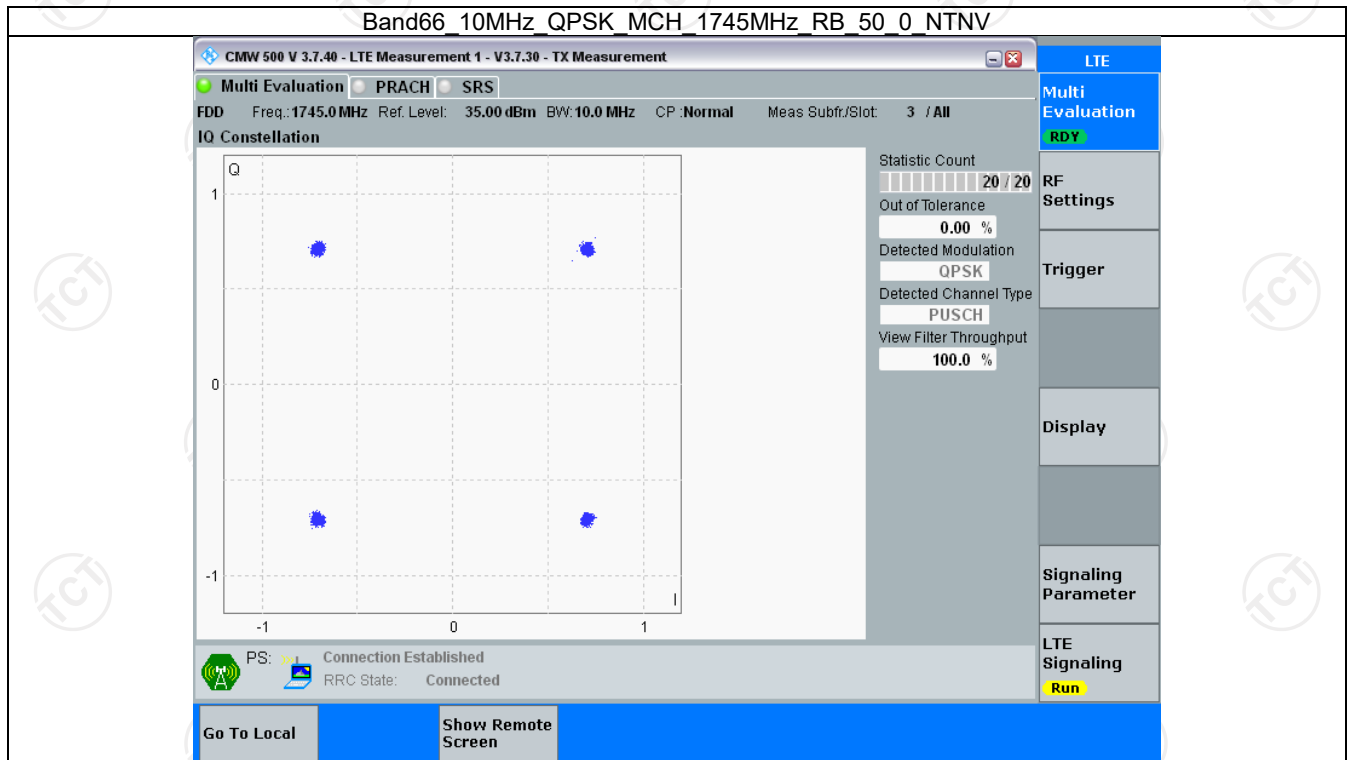 Band66_10MHz_QPSK_MCH_1745MHz_RB_50_0_NTNV
CMW 500 V 3.7.40 - LTE Measurement 1 - V3.7.30 - TX Measurement
LTE
Multi Evaluation PRACH SRS
FDD Freq.:1745.0 MHz Ref. Level: 35.00 dBm BW:10.0 MHz CP :Normal Meas Subfr./Slot: 3 / All
IQ Constellation
Q
1
0
-1
-1 0 1
I
Statistic Count
20 / 20
Out of Tolerance
0.00 %
Detected Modulation
QPSK
Detected Channel Type
PUSCH
View Filter Throughput
100.0 %
Multi
Evaluation
RDY
RF
Settings
Trigger
Display
Signaling
Parameter
LTE
Signaling
Run
PS: Connection Established
RRC State: Connected
Go To Local
Show Remote
Screen
TCT
TCT
TCT
TCT